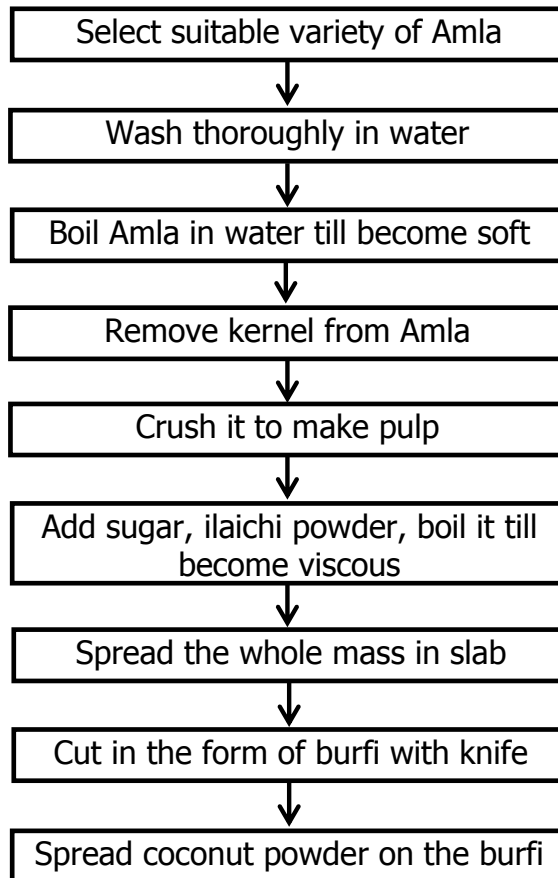 Select suitable variety of Amla
Wash thoroughly in water
Boil Amla in water till become soft
Remove kernel from Amla
Crush it to make pulp
Add sugar, ilaichi powder, boil it till
become viscous
Spread the whole mass in slab
Cut in the form of burfi with knife
Spread coconut powder on the burfi